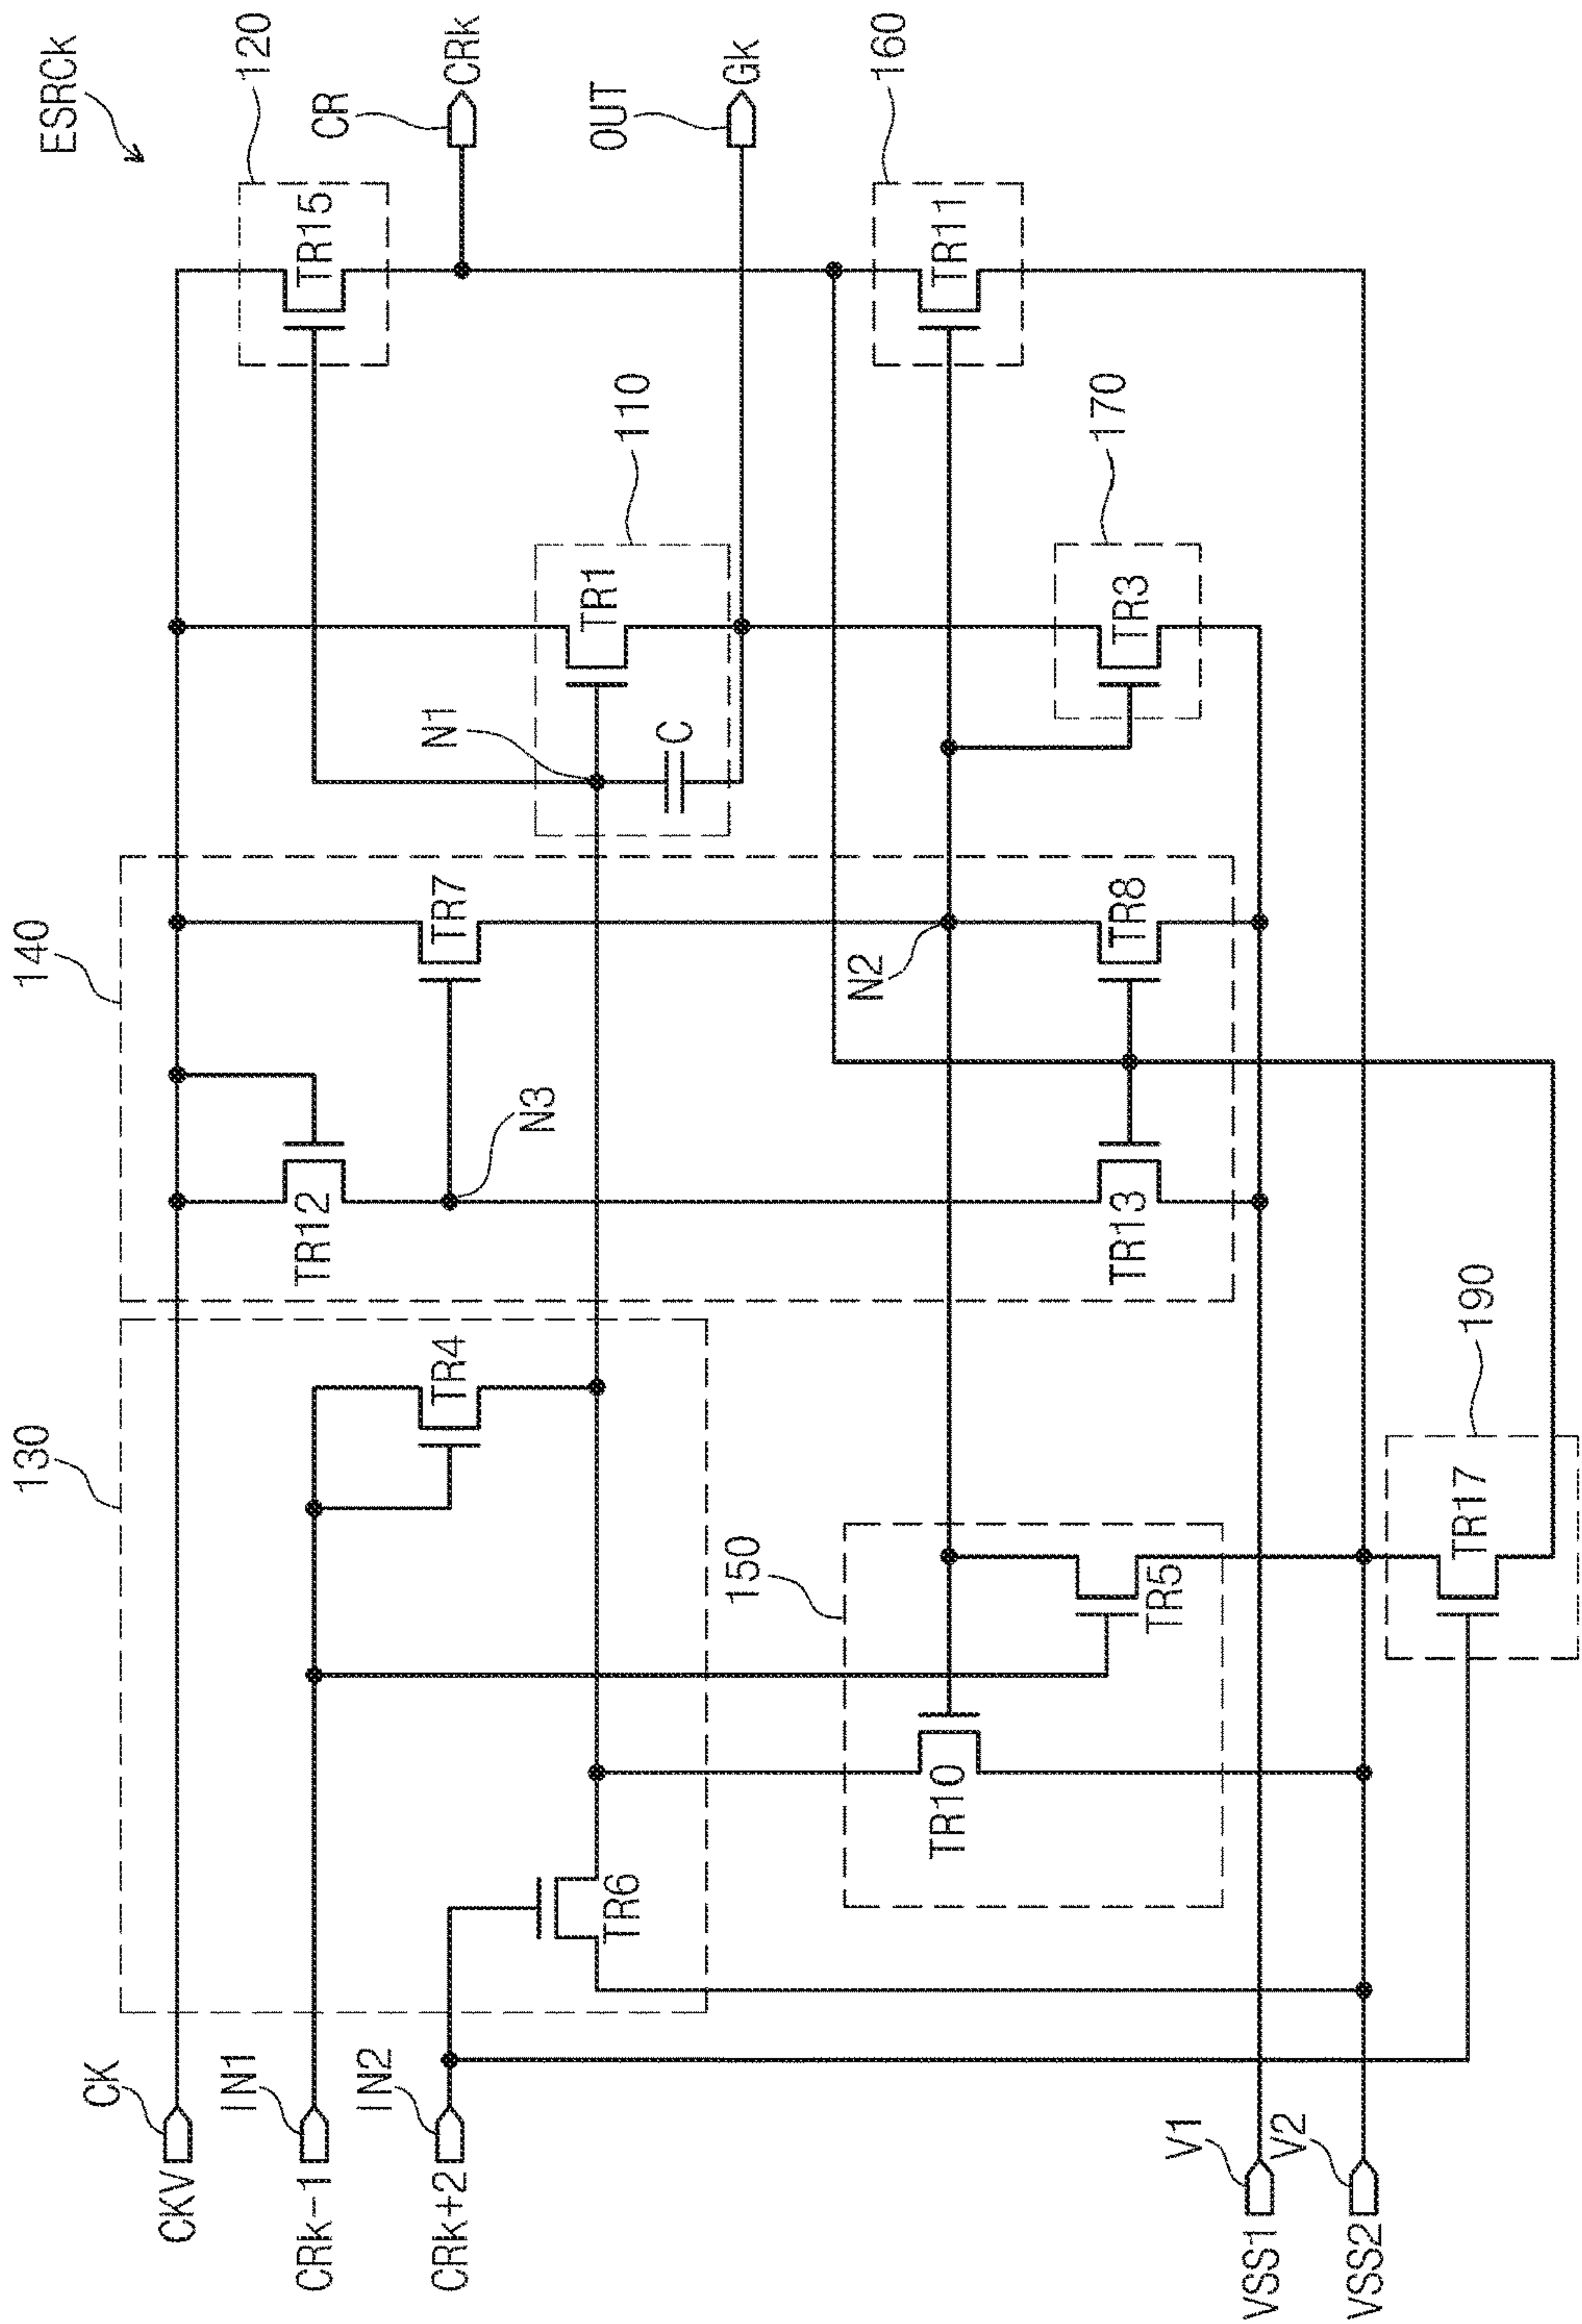 ESRCk
120
CR
CRk
OUT
Gk
160
TR15
TR11
110
170
TR1
TR3
N1
C
140
TR7
TR8
N2
N3
TR12
TR13
130
TR4
190
TR17
150
TR5
TR10
TR6
CK
IN1
IN2
V1
V2
CKV
CRk-1
CRk+2
VSS1
VSS2